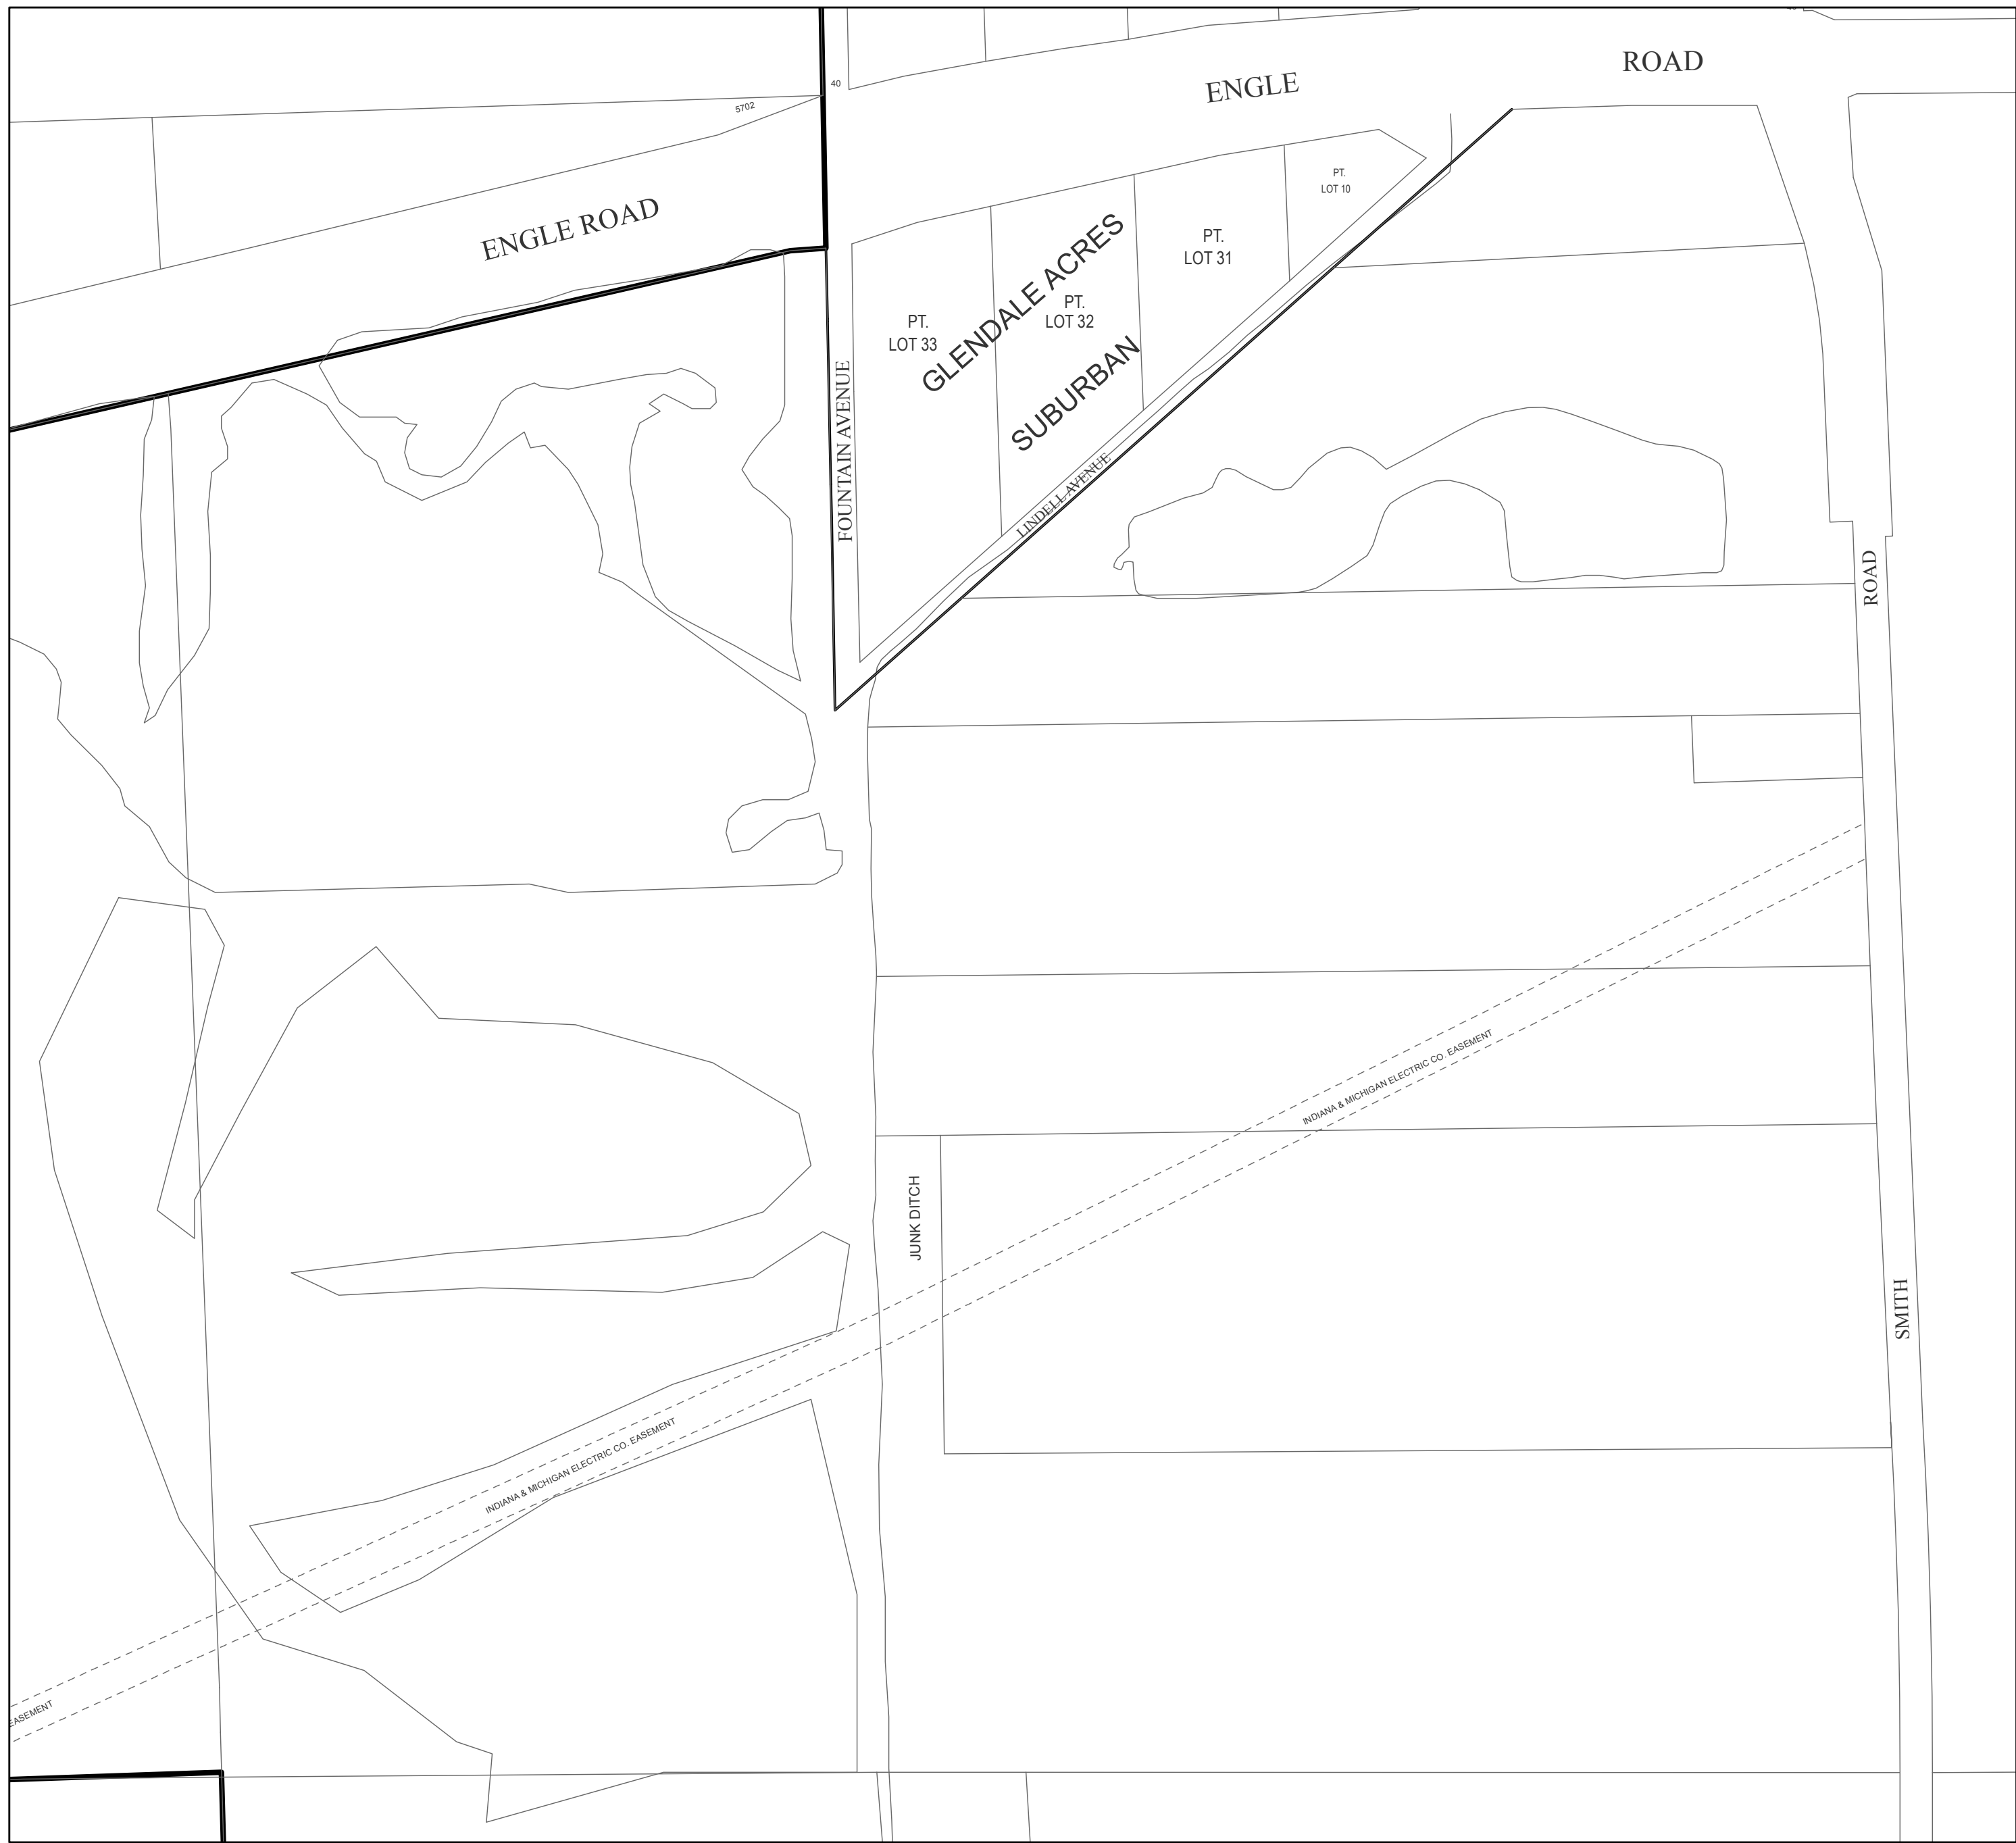 ROAD
ENGLE
40
5702
ENGLE ROAD
PT.
LOT 10
PT.
LOT 31
GLENDALE ACRES
PT.
LOT 32
PT.
LOT 33
SUBURBAN
FOUNTAIN AVENUE
LINDELL AVENUE
ROAD
INDIANA & MICHIGAN ELECTRIC CO. EASEMENT
JUNK DITCH
SMITH
INDIANA & MICHIGAN ELECTRIC CO. EASEMENT
EASEMENT